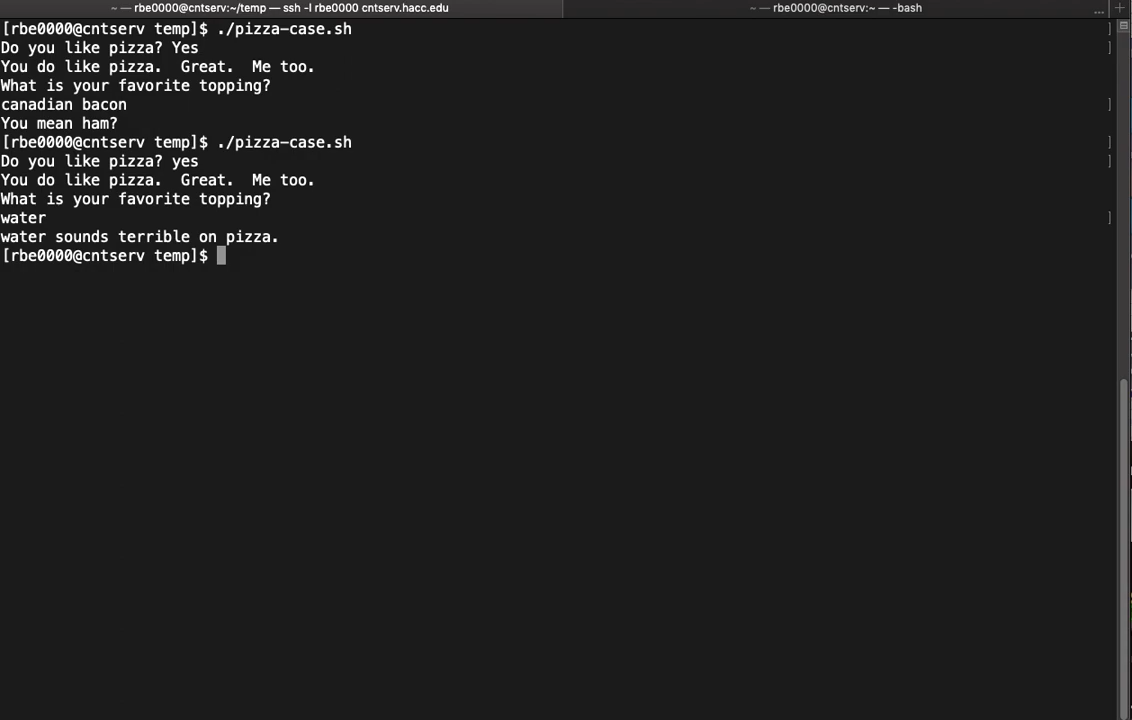 ~ — rbe0000@cntserv:~/temp — ssh -l rbe0000 cntserv.hacc.edu
~ — rbe0000@cntserv:~ — -bash
... +
[rbe0000@cntserv temp]$ ./pizza-case.sh ]
Do you like pizza? Yes ]
You do like pizza.  Great.  Me too.
What is your favorite topping?
canadian bacon ]
You mean ham?
[rbe0000@cntserv temp]$ ./pizza-case.sh ]
Do you like pizza? yes ]
You do like pizza.  Great.  Me too.
What is your favorite topping?
water ]
water sounds terrible on pizza.
[rbe0000@cntserv temp]$